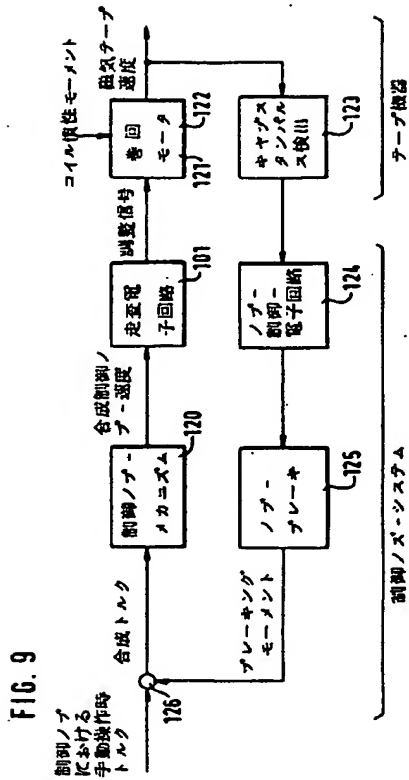 FIG. 9
制御ノブ
における
手動操作時
トルク
126
合成トルク
制御ノブー
メカニズム
120
合成制御ノ
ブー速度
走査電
子回路
101
調整信号
コイル慣性モーメント
巻回
モータ
121
122
磁気テープ
速度
キャプス
タンパル
ス検出
123
ノブー
制御ー
電子回路
124
ノブー
ブレーキ
125
ブレーキング
モーメント
制御ノブーシステム
テープ機器